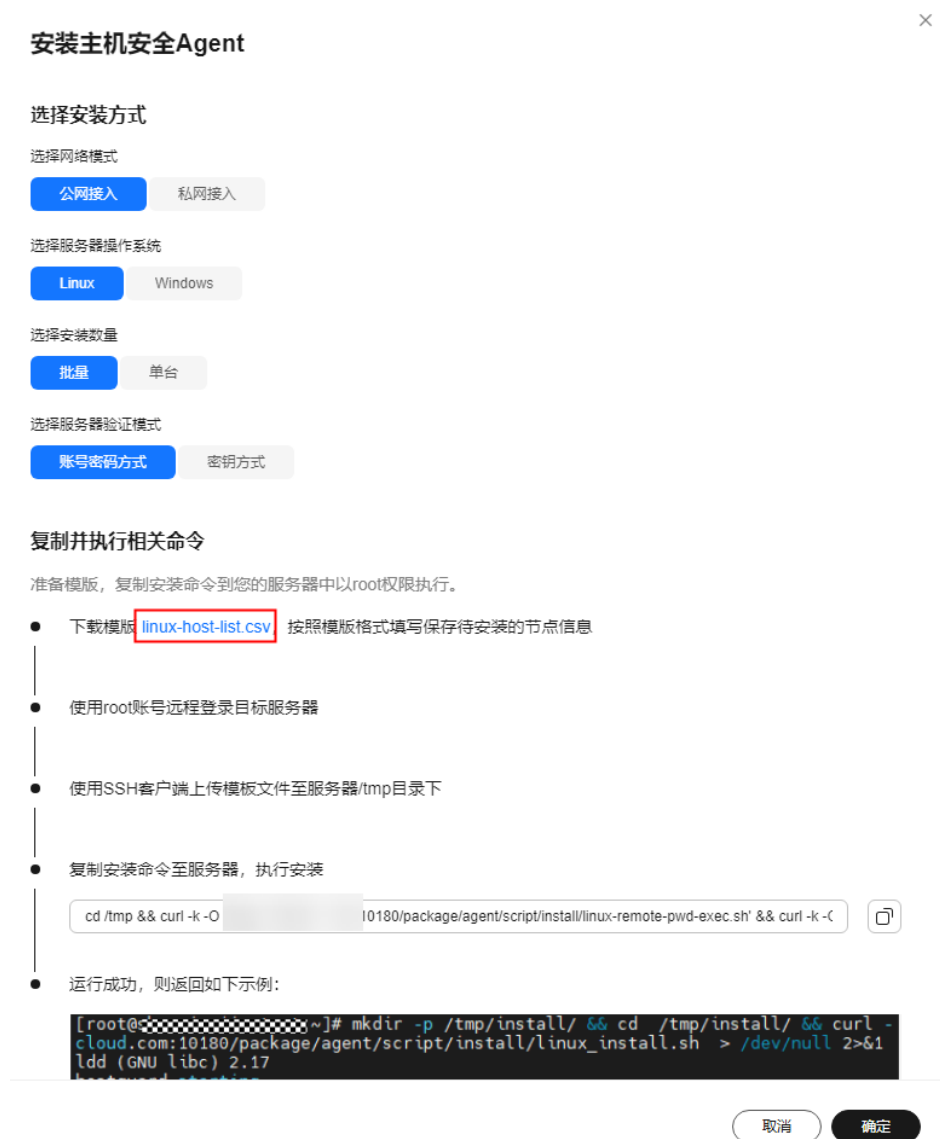 安装主机安全Agent
选择安装方式
选择网络模式
公网接入 私网接入
选择服务器操作系统
Linux Windows
选择安装数量
批量 单台
选择服务器验证模式
账号密码方式 密钥方式
复制并执行相关命令
准备模版，复制安装命令到您的服务器中以root权限执行。
下载模版 linux-host-list.csv，按照模版格式填写保存待安装的节点信息
使用root账号远程登录目标服务器
使用SSH客户端上传模板文件至服务器/tmp目录下
复制安装命令至服务器，执行安装
cd /tmp && curl -k -O 10180/package/agent/script/install/linux-remote-pwd-exec.sh' && curl -k -
运行成功，则返回如下示例：
[root@ ~]# mkdir -p /tmp/install/ && cd /tmp/install/ && curl -
cloud.com:10180/package/agent/script/install/linux_install.sh > /dev/null 2>&1
ldd (GNU libc) 2.17
取消 确定